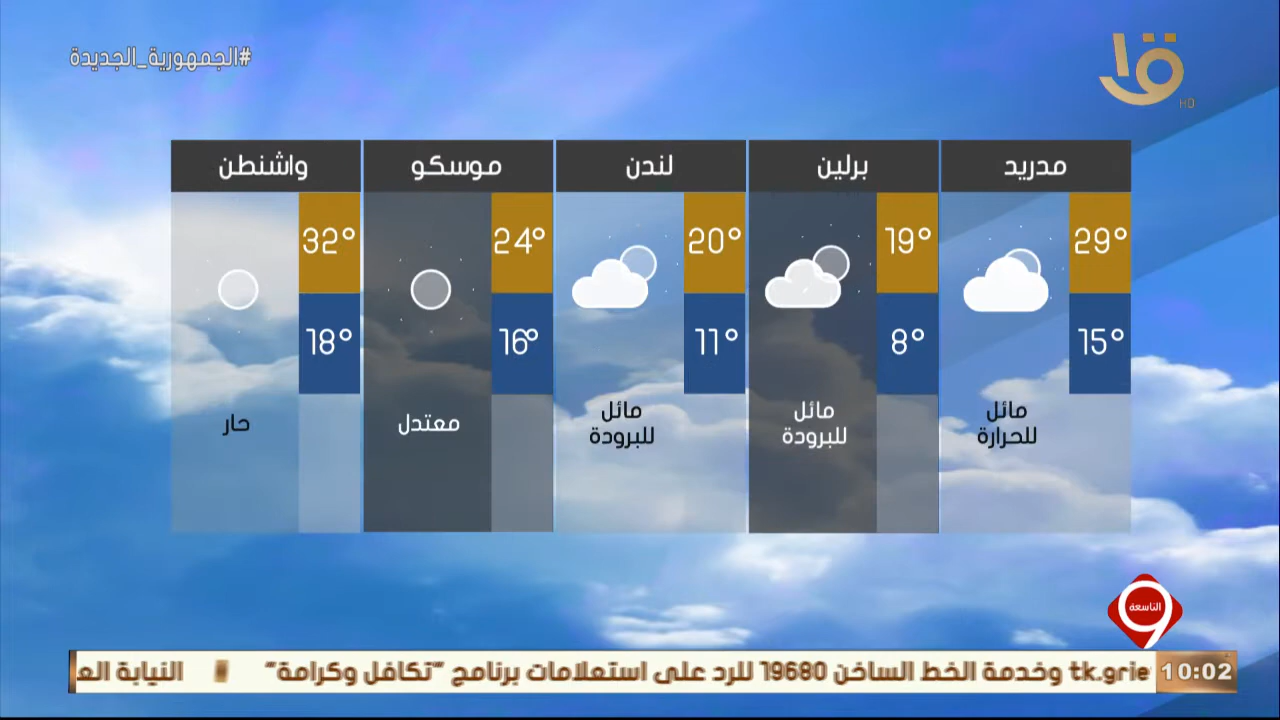 #الجمهورية_الجديدة
HD
مدريد
29°
15°
مائل
للحرارة
برلين
19°
8°
مائل
للبرودة
لندن
20°
11°
مائل
للبرودة
موسكو
24°
16°
معتدل
واشنطن
32°
18°
حار
التاسعة
9
10:02
tk.grie وخدمة الخط الساخن 19680 للرد على استعلامات برنامج "تكافل وكرامة" النيابة